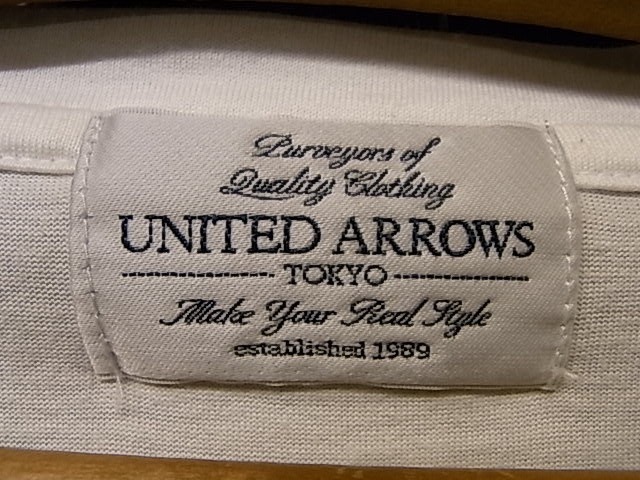 Purveyors of
Quality Clothing
UNITED ARROWS
TOKYO
Make Your Real Style
established 1989